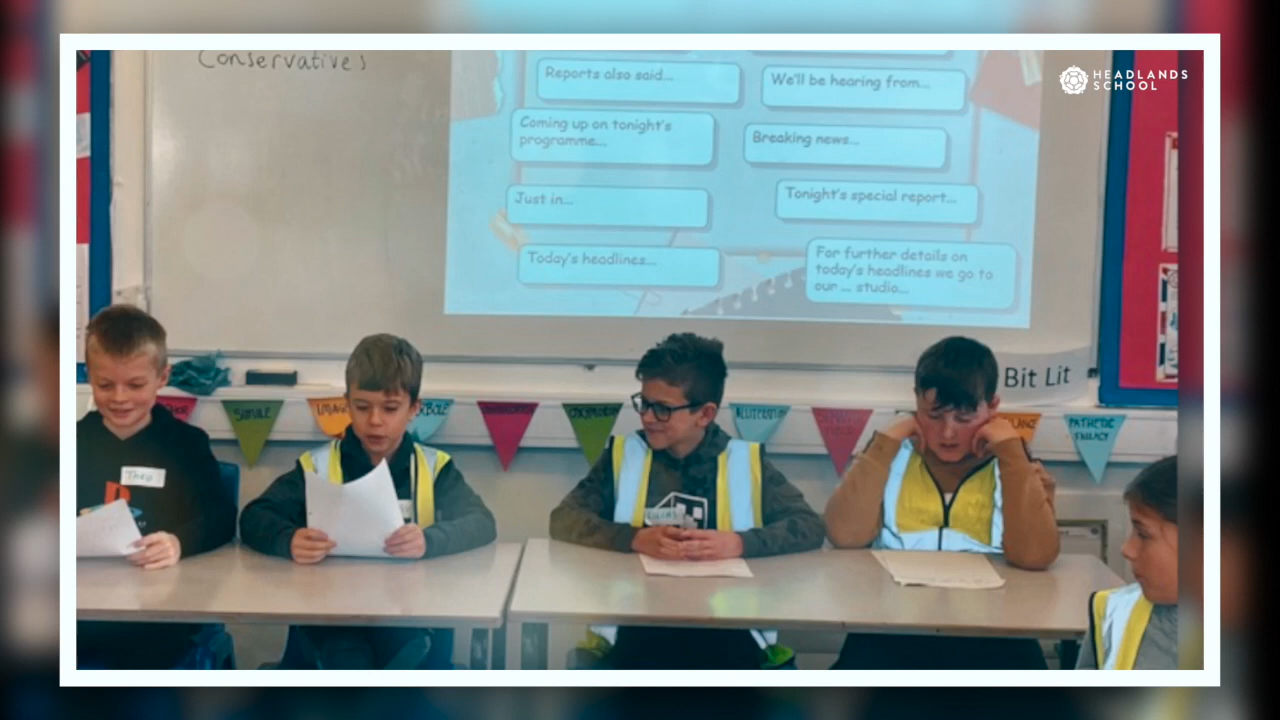 Conservatives
HEADLANDS
SCHOOL
Reports also said...
We'll be hearing from...
Coming up on tonight's
programme...
Breaking news...
Just in...
Tonight's special report...
Today's headlines...
For further details on
today's headlines we go to
our ... studio...
Bit Lit
SIMILE
ALLITERATION
PATHETIC
FALLACY
Theo